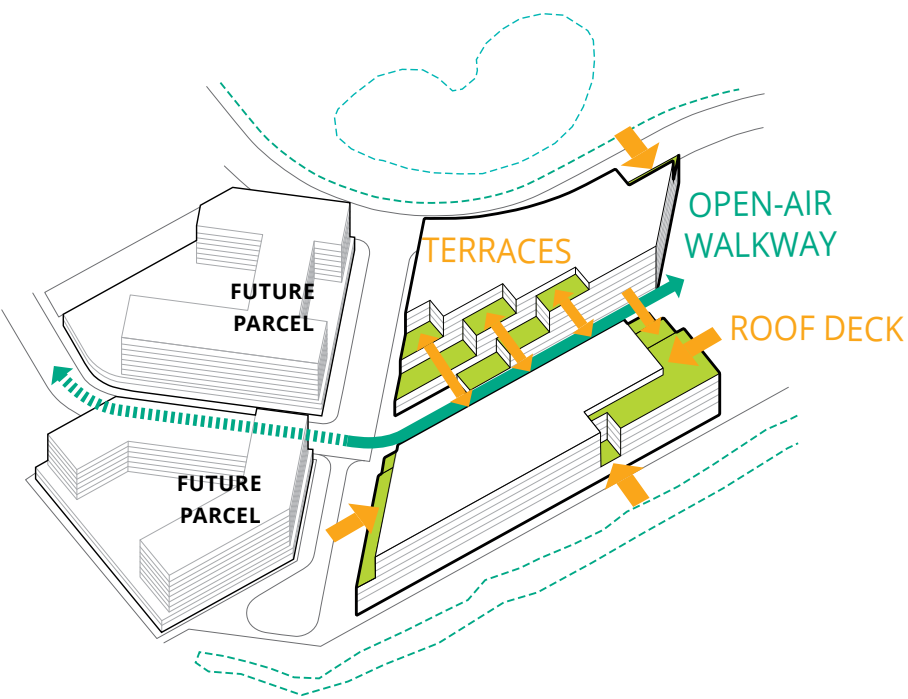 OPEN-AIR
WALKWAY
TERRACES
FUTURE
PARCEL
ROOF DECK
FUTURE
PARCEL